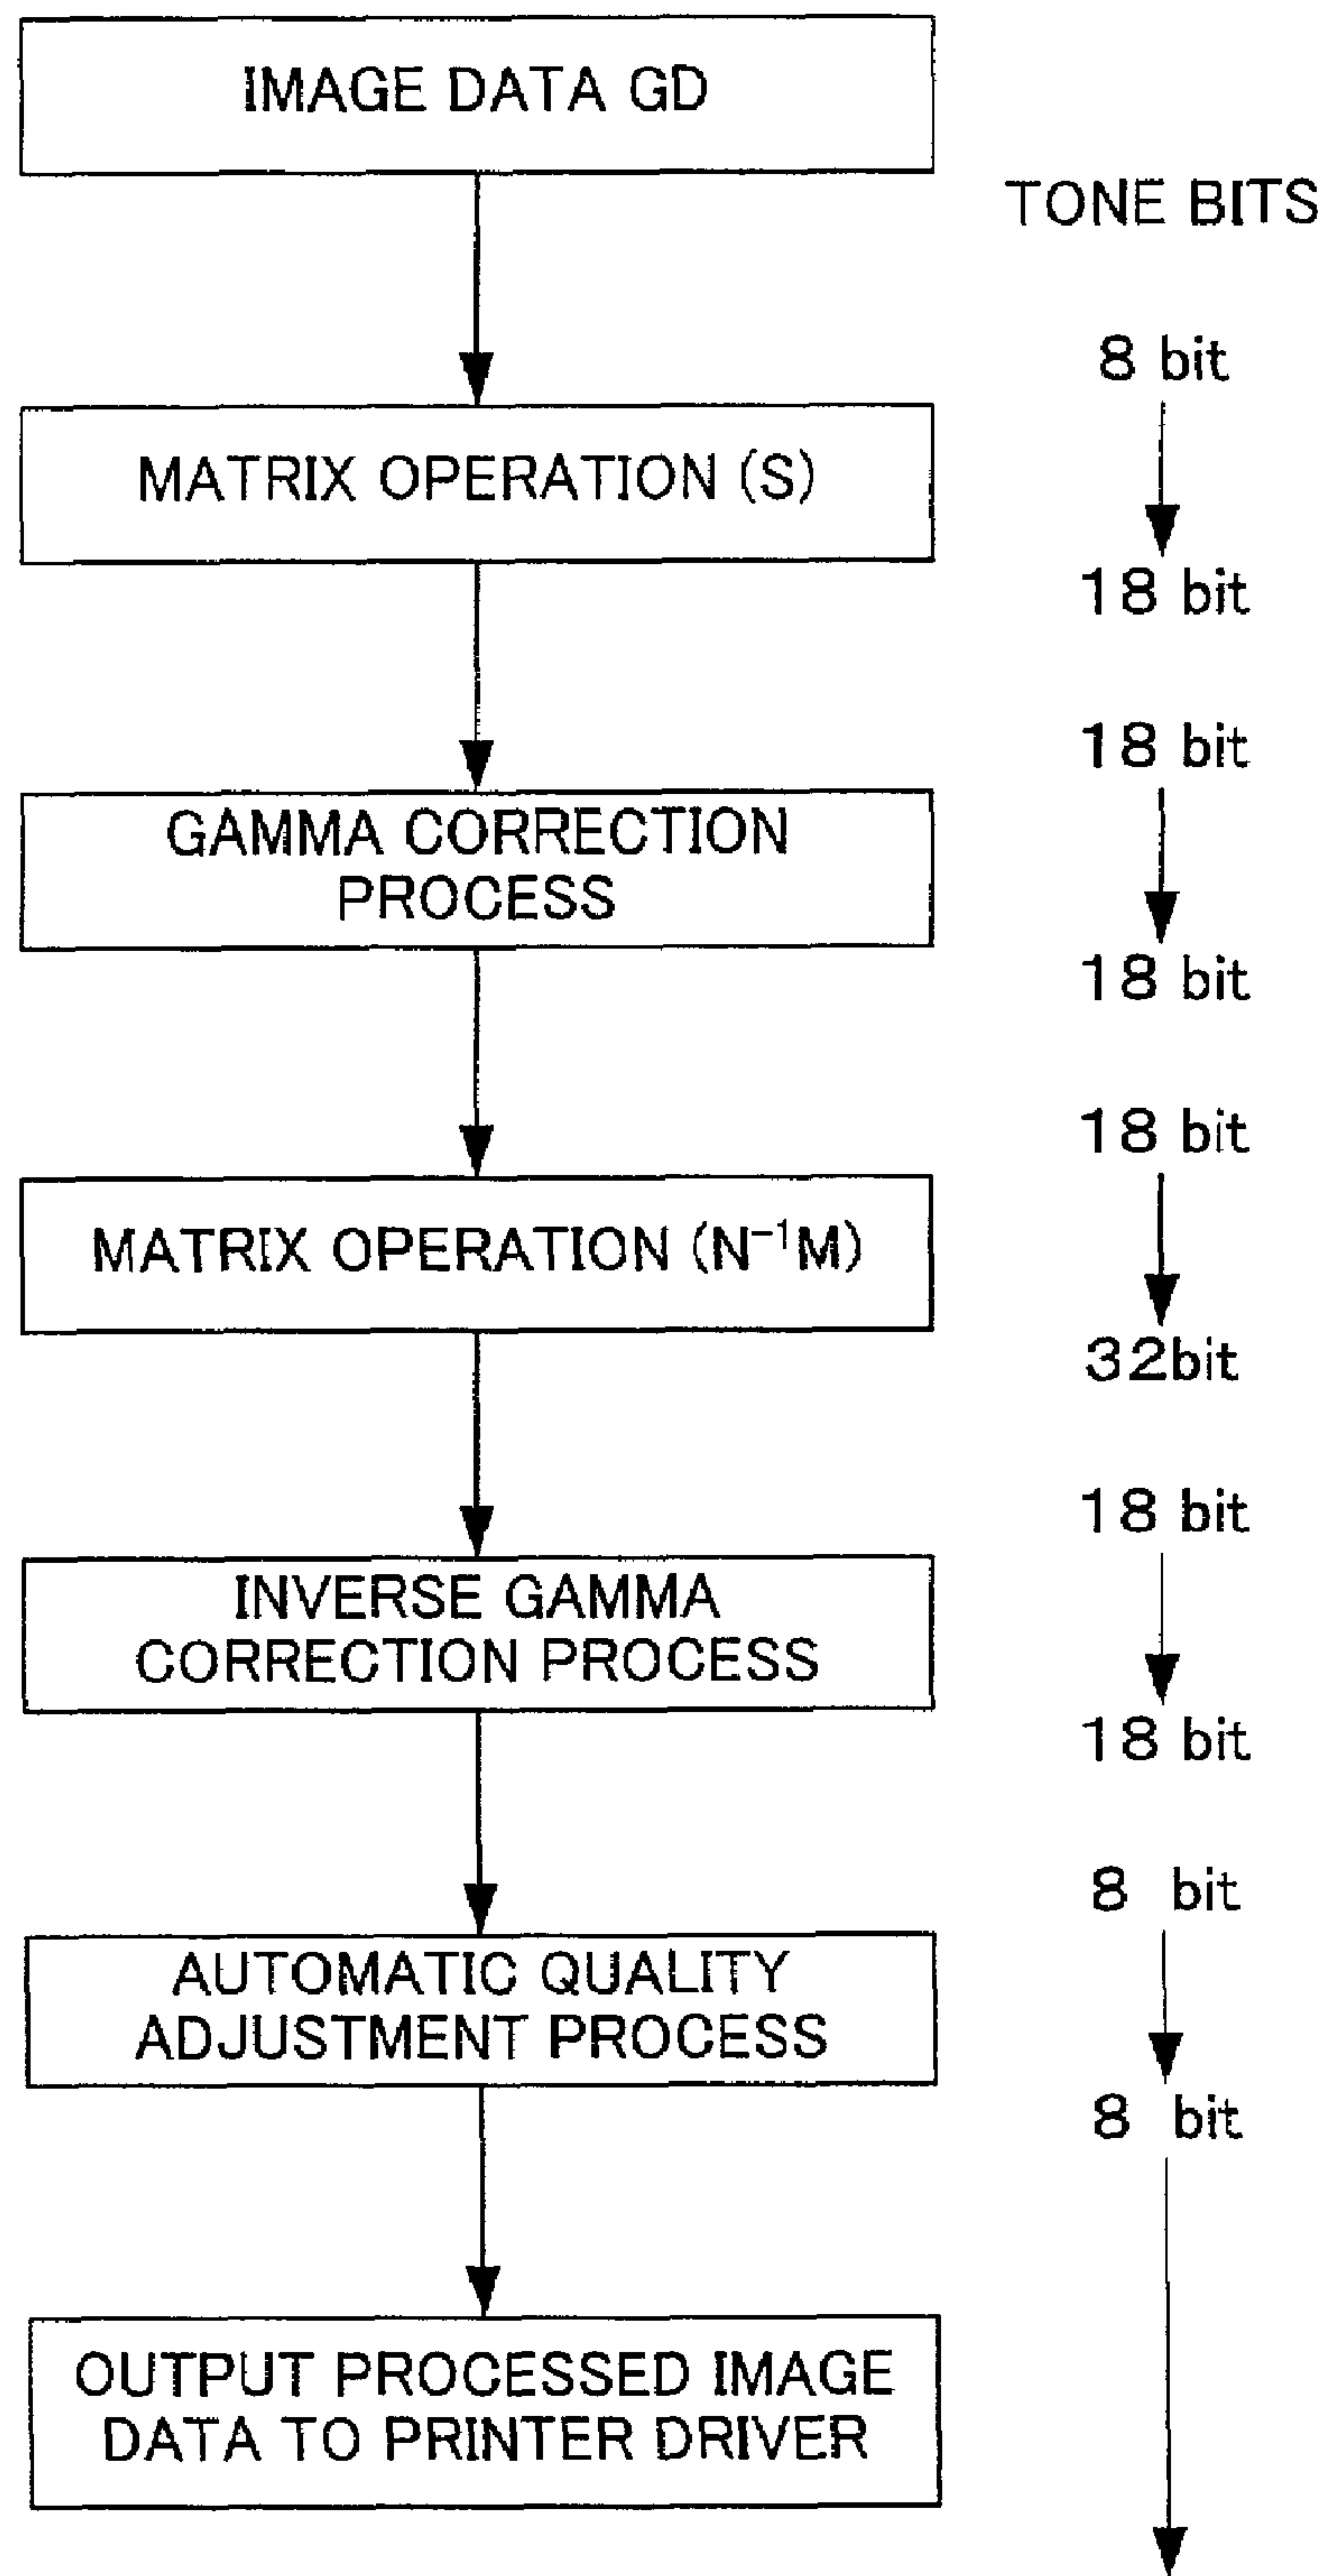 IMAGE DATA GD
TONE BITS
8 bit
MATRIX OPERATION (S)
18 bit
18 bit
GAMMA CORRECTION
PROCESS
18 bit
18 bit
MATRIX OPERATION (N⁻¹M)
32bit
18 bit
INVERSE GAMMA
CORRECTION PROCESS
18 bit
8 bit
AUTOMATIC QUALITY
ADJUSTMENT PROCESS
8 bit
OUTPUT PROCESSED IMAGE
DATA TO PRINTER DRIVER